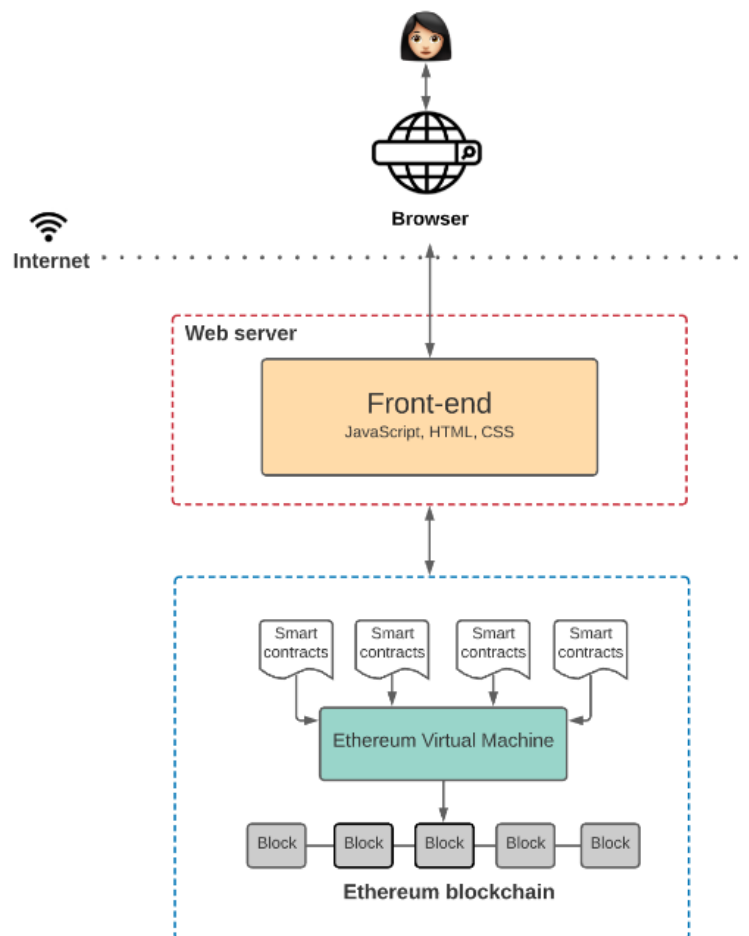 Browser
Internet
Web server
Front-end
JavaScript, HTML, CSS
Smart
contracts
Smart
contracts
Smart
contracts
Smart
contracts
Ethereum Virtual Machine
Block
Block
Block
Block
Block
Ethereum blockchain